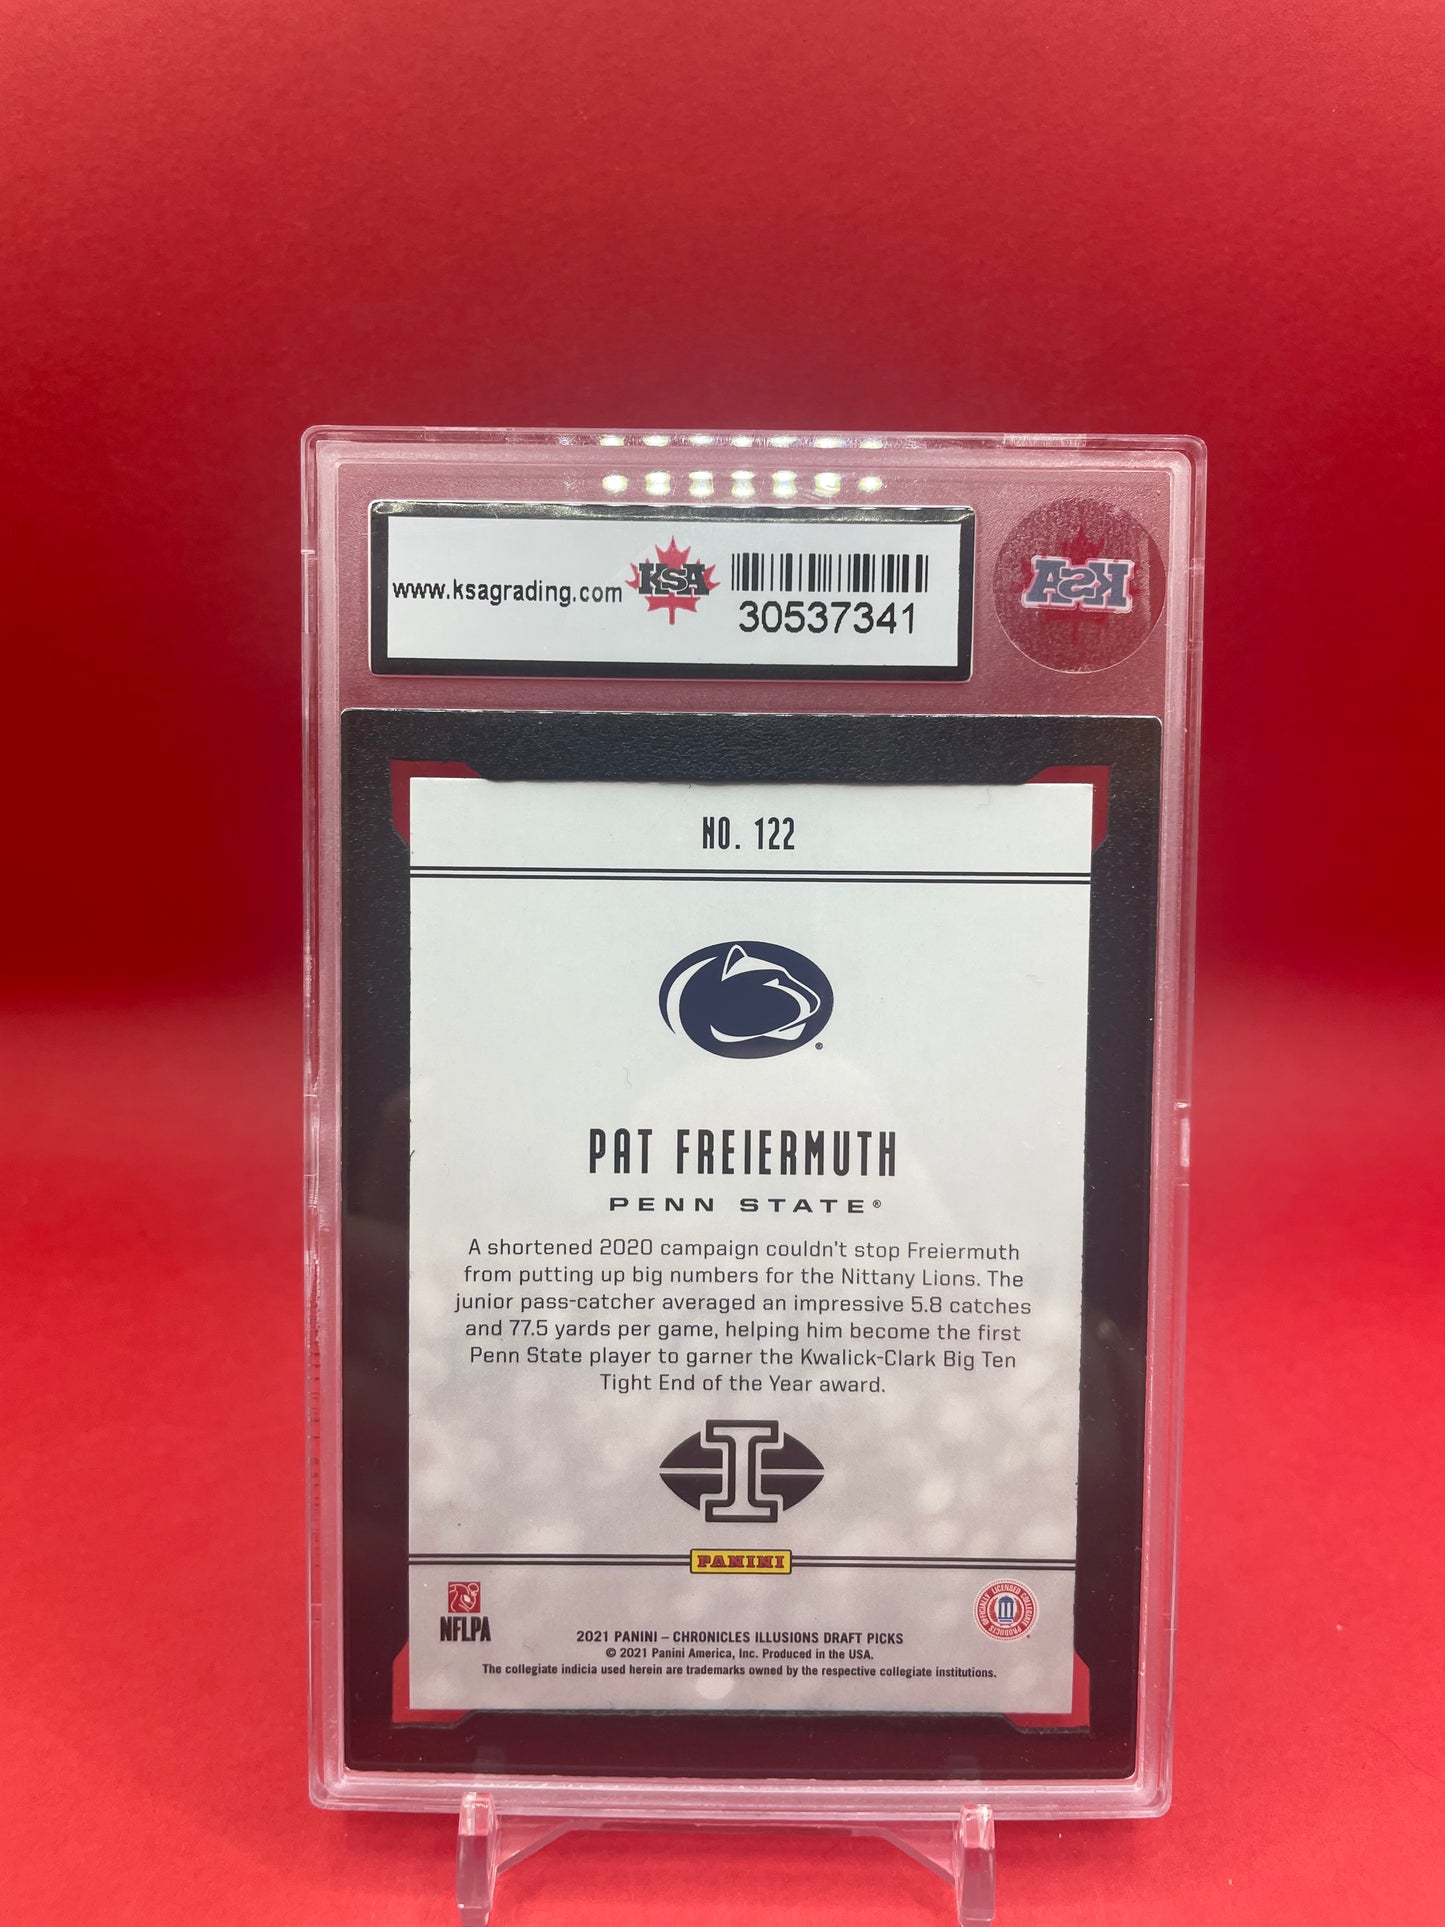 www.ksagrading.com
KSA
30537341
KSA
NO. 122
PAT FREIERMUTH
PENN STATE®
A shortened 2020 campaign couldn't stop Freiermuth
from putting up big numbers for the Nittany Lions. The
junior pass-catcher averaged an impressive 5.8 catches
and 77.5 yards per game, helping him become the first
Penn State player to garner the Kwalick-Clark Big Ten
Tight End of the Year award.
I
PANINI
NFLPA
OFFICIALLY LICENSED COLLEGIATE PRODUCTS
2021 PANINI – CHRONICLES ILLUSIONS DRAFT PICKS
© 2021 Panini America, Inc. Produced in the USA.
The collegiate indicia used herein are trademarks owned by the respective collegiate institutions.